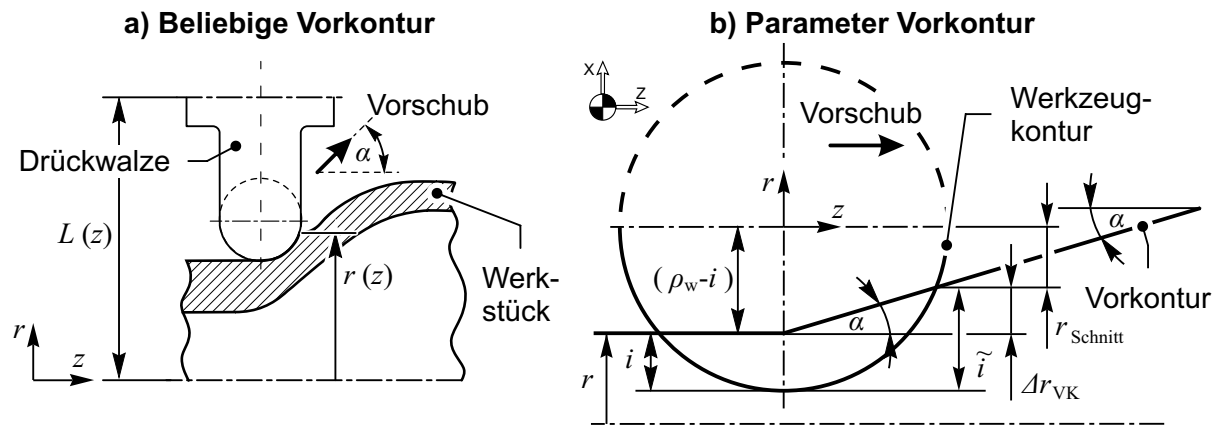 a) Beliebige Vorkontur
Vorschub
α
Drückwalze
L (z)
r (z)
Werk-
stück
r
z
b) Parameter Vorkontur
x
z
Werkzeug-
kontur
Vorschub
r
z
α
(ρw-i)
α
Vorkontur
rSchnitt
i
ĩ
r
ΔrVK